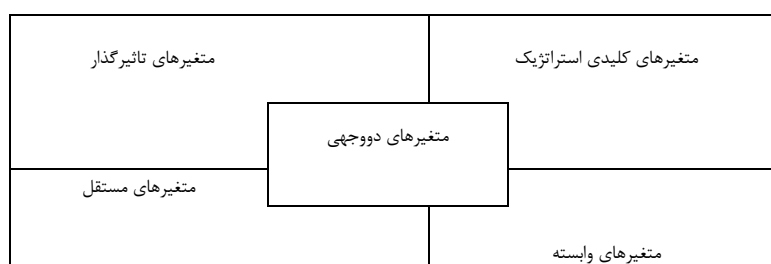 متغیرهای کلیدی استراتژیک
متغیرهای تاثیرگذار
متغیرهای دووجهی
متغیرهای مستقل
متغیرهای وابسته